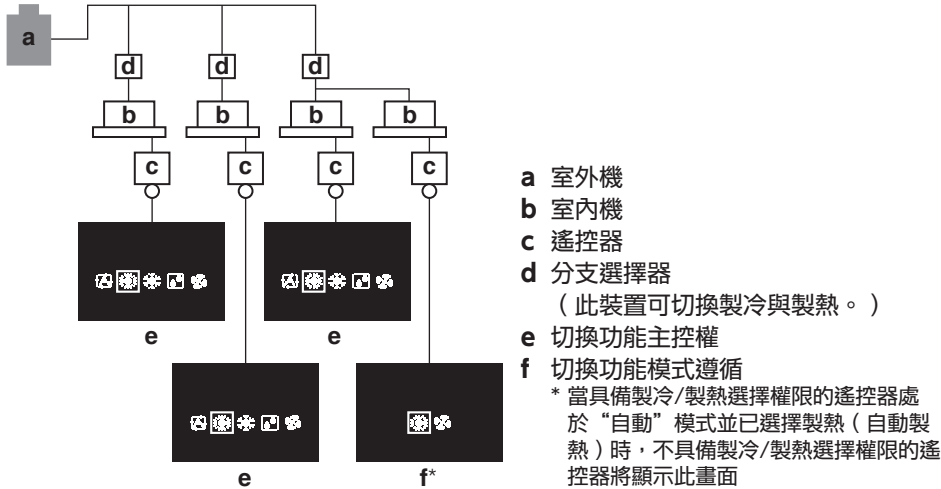 a
d d d
b b b b
c c c c
e e
e f*
a 室外機
b 室內機
c 遙控器
d 分支選擇器
（此裝置可切換製冷與製熱。）
e 切換功能主控權
f 切換功能模式遵循
* 當具備製冷/製熱選擇權限的遙控器處
於“自動”模式並已選擇製熱（自動製
熱）時，不具備製冷/製熱選擇權限的遙
控器將顯示此畫面